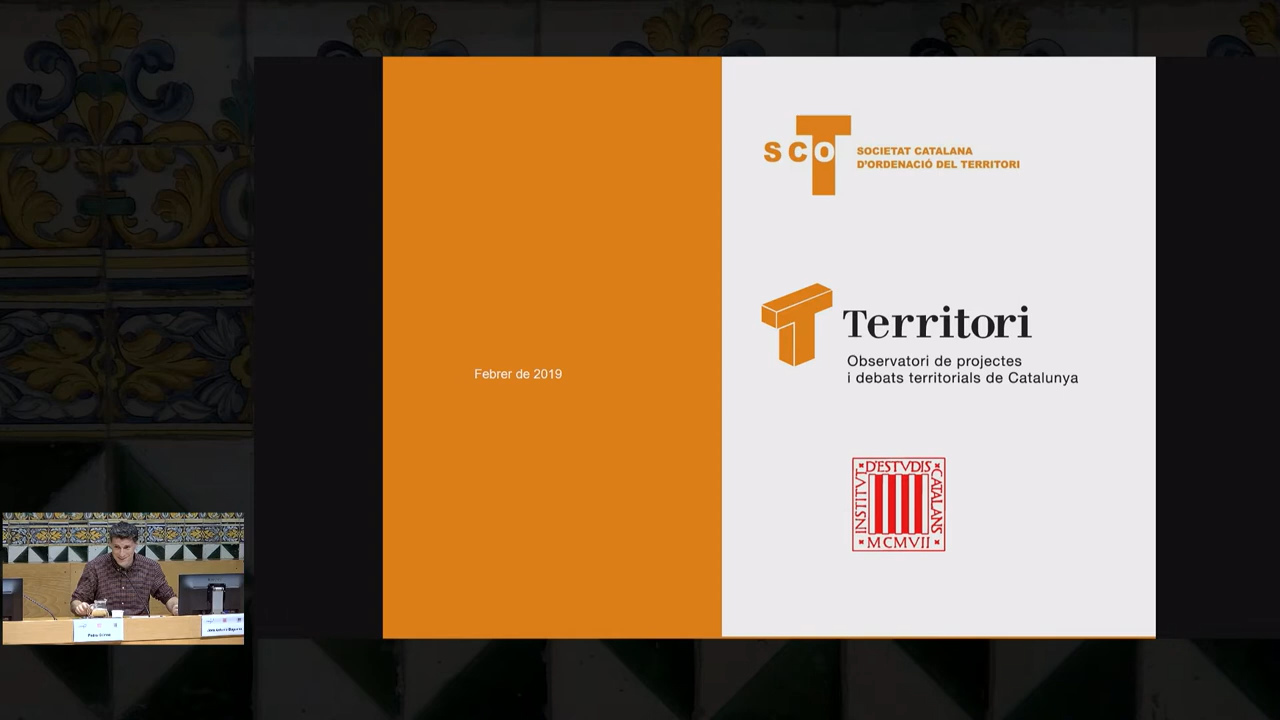 Febrer de 2019
SCOT
SOCIETAT CATALANA
D'ORDENACIÓ DEL TERRITORI
Territori
Observatori de projectes
i debats territorials de Catalunya
INSTITVT D'ESTVDIS CATALANS
MCMVII